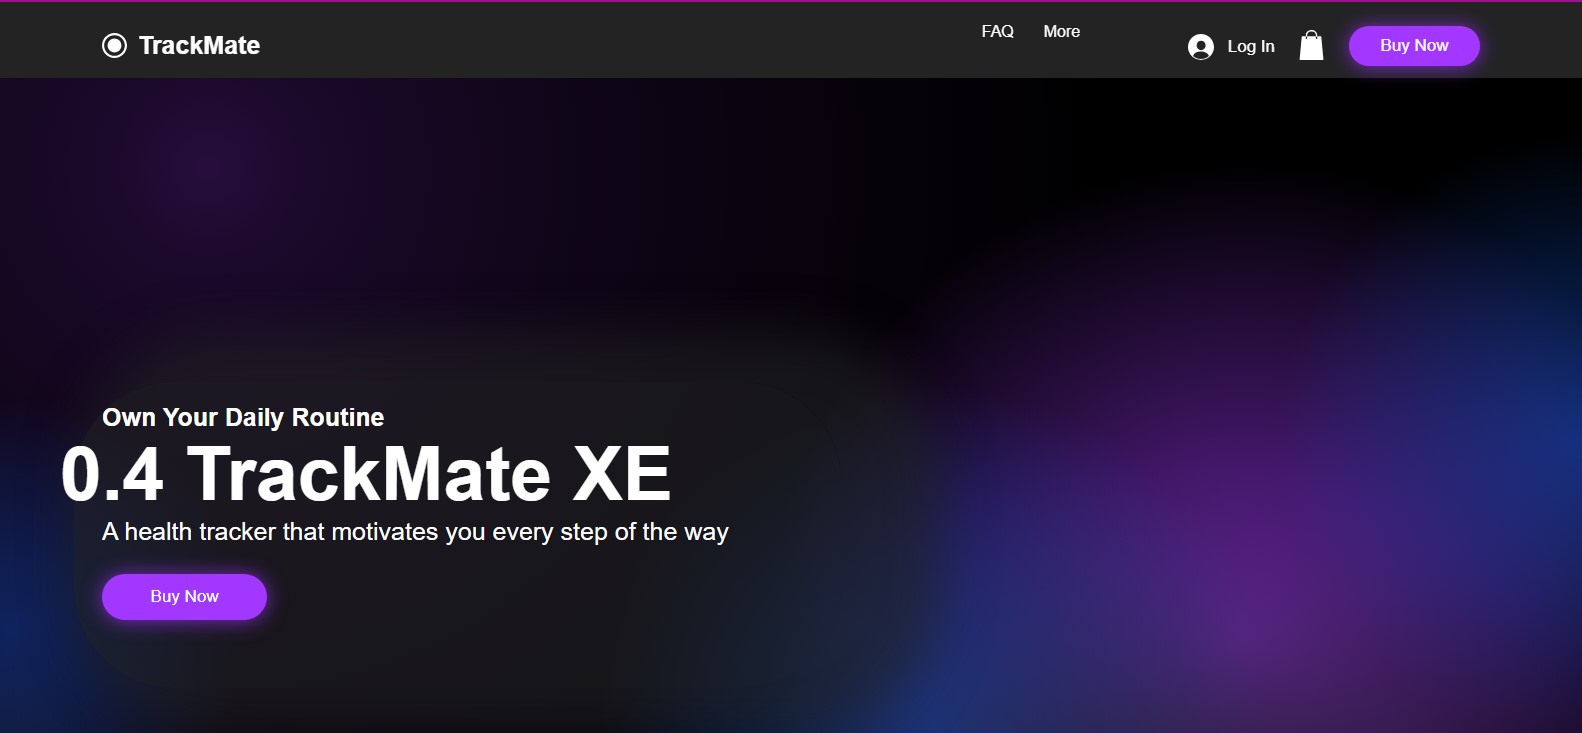 TrackMate
FAQ
More
Log In
Buy Now
Own Your Daily Routine
0.4 TrackMate XE
A health tracker that motivates you every step of the way
Buy Now